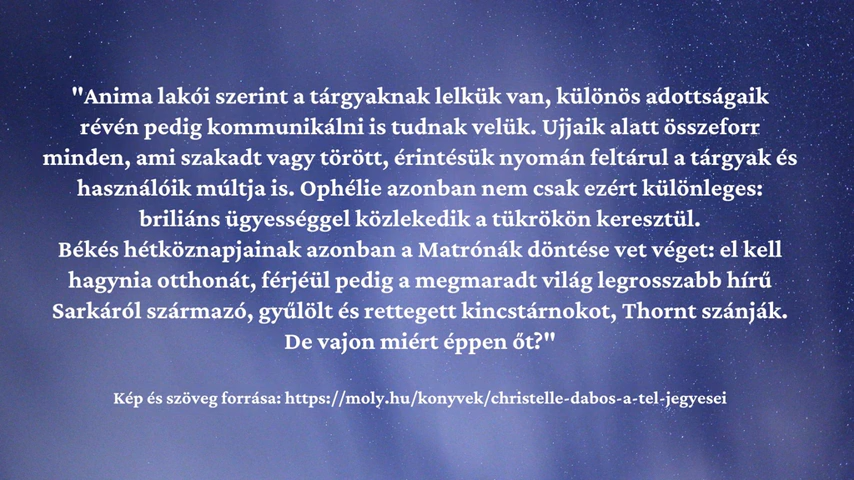 "Anima lakói szerint a tárgyaknak lelkük van, különös adottságaik
révén pedig kommunikálni is tudnak velük. Ujjaik alatt összeforr
minden, ami szakadt vagy törött, érintésük nyomán feltárul a tárgyak és
használóik múltja is. Ophélie azonban nem csak ezért különleges:
briliáns ügyességgel közlekedik a tükrökön keresztül.
Békés hétköznapjainak azonban a Matrónák döntése vet véget: el kell
hagynia otthonát, férjéül pedig a megmaradt világ legrosszabb hírű
Sarkáról származó, gyűlölt és rettegett kincstárnokot, Thornt szánják.
De vajon miért éppen őt?"
Kép és szöveg forrása: https://moly.hu/konyvek/christelle-dabos-a-tel-jegyesei